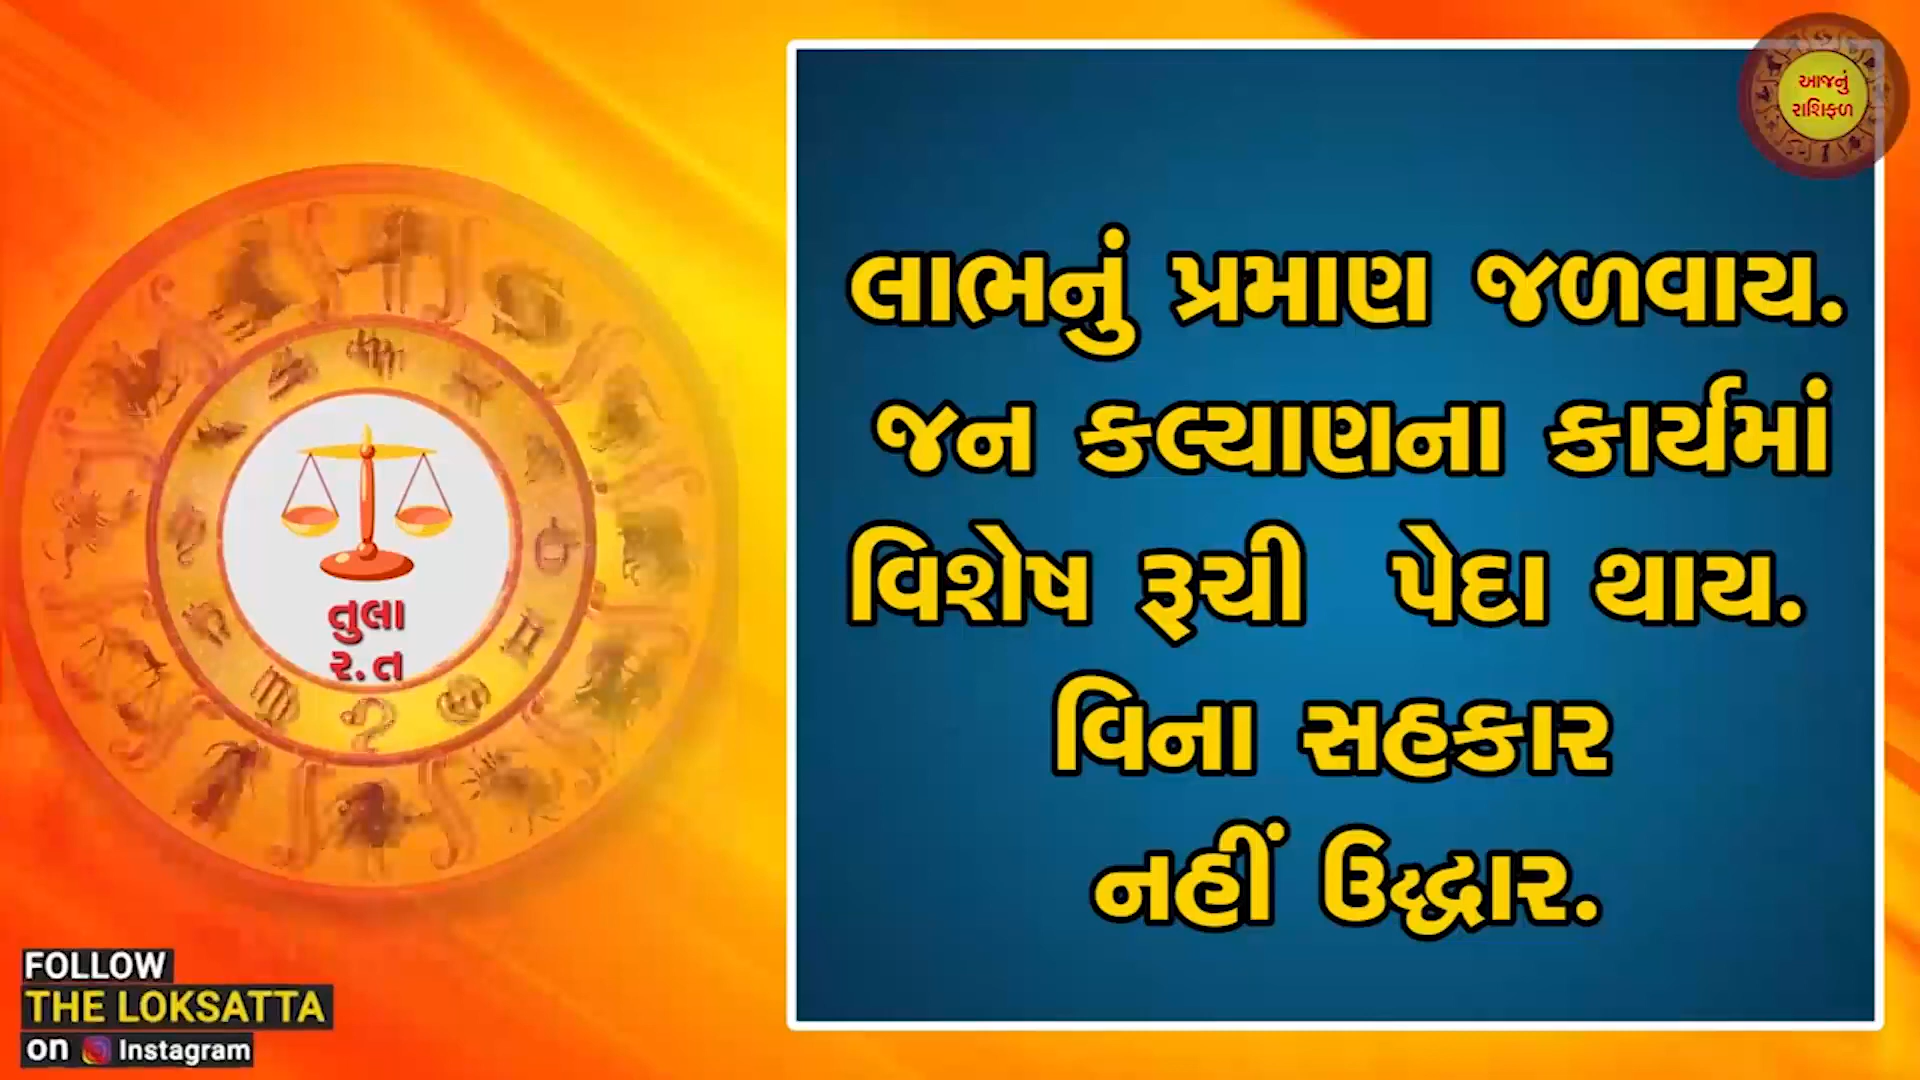 આજનું
રાશિફળ
લાભનું પ્રમાણ જળવાય.
જન કલ્યાણના કાર્યમાં
વિશેષ રૂચી પેદા થાય.
વિના સહકાર
નહીં ઉદ્ધાર.
તુલા
ર.ત
FOLLOW
THE LOKSATTA
on Instagram